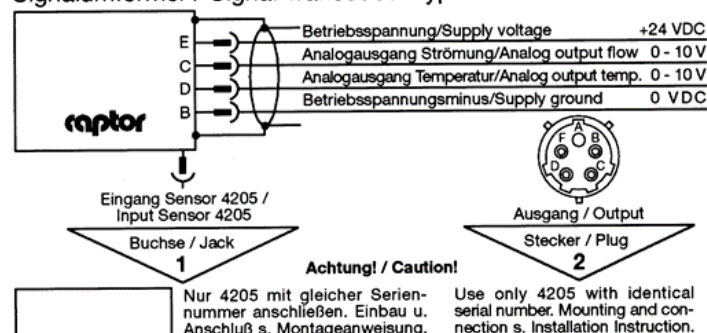 E Betriebsspannung/Supply voltage +24 VDC
C Analogausgang Strömung/Analog output flow 0 - 10 V
D Analogausgang Temperatur/Analog output temp. 0 - 10 V
B Betriebsspannungsminus/Supply ground 0 VDC
raptor
A
F B
D C
Eingang Sensor 4205 /
Input Sensor 4205
Ausgang / Output
Buchse / Jack
1
Stecker / Plug
2
Achtung! / Caution!
Nur 4205 mit gleicher Serien-
nummer anschließen. Einbau u.
Anschluß s. Montageanweisung.
Use only 4205 with identical
serial number. Mounting and con-
nection s. Installation Instruction.